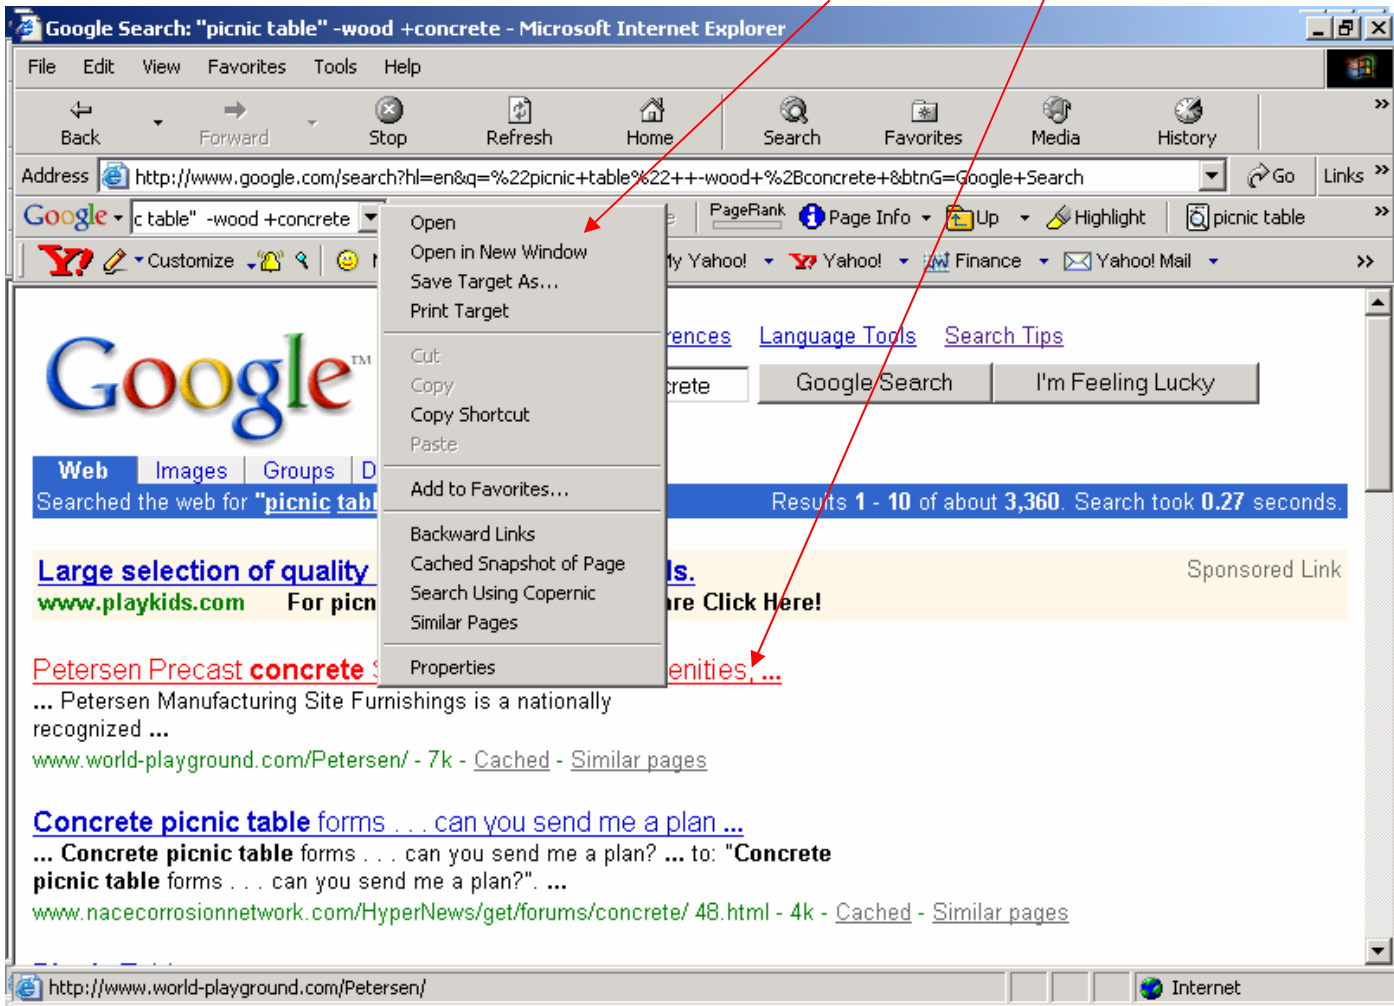 Google Search: "picnic table" -wood +concrete - Microsoft Internet Explorer
File Edit View Favorites Tools Help
Back Forward Stop Refresh Home Search Favorites Media History »
Address http://www.google.com/search?hl=en&q=%22picnic+table%22++-wood+%2Bconcrete+&btnG=Google+Search Go Links »
Google c table" -wood +concrete PageRank Page Info Up Highlight picnic table »
Y! Customize My Yahoo! Y? Yahoo! Finance Yahoo! Mail »
Open
Open in New Window
Save Target As...
Print Target
Cut
Copy
Copy Shortcut
Paste
Add to Favorites...
Backward Links
Cached Snapshot of Page
Search Using Copernic
Similar Pages
Properties
Google™
rences Language Tools Search Tips
crete Google Search I'm Feeling Lucky
Web Images Groups D
Searched the web for "picnic tabl Results 1 - 10 of about 3,360. Search took 0.27 seconds.
Large selection of quality ls. Sponsored Link
www.playkids.com For picn are Click Here!
Petersen Precast concrete enities, ...
... Petersen Manufacturing Site Furnishings is a nationally
recognized ...
www.world-playground.com/Petersen/ - 7k - Cached - Similar pages
Concrete picnic table forms . . . can you send me a plan ...
... Concrete picnic table forms . . . can you send me a plan? ... to: "Concrete
picnic table forms . . . can you send me a plan?". ...
www.nacecorrosionnetwork.com/HyperNews/get/forums/concrete/ 48.html - 4k - Cached - Similar pages
http://www.world-playground.com/Petersen/ Internet